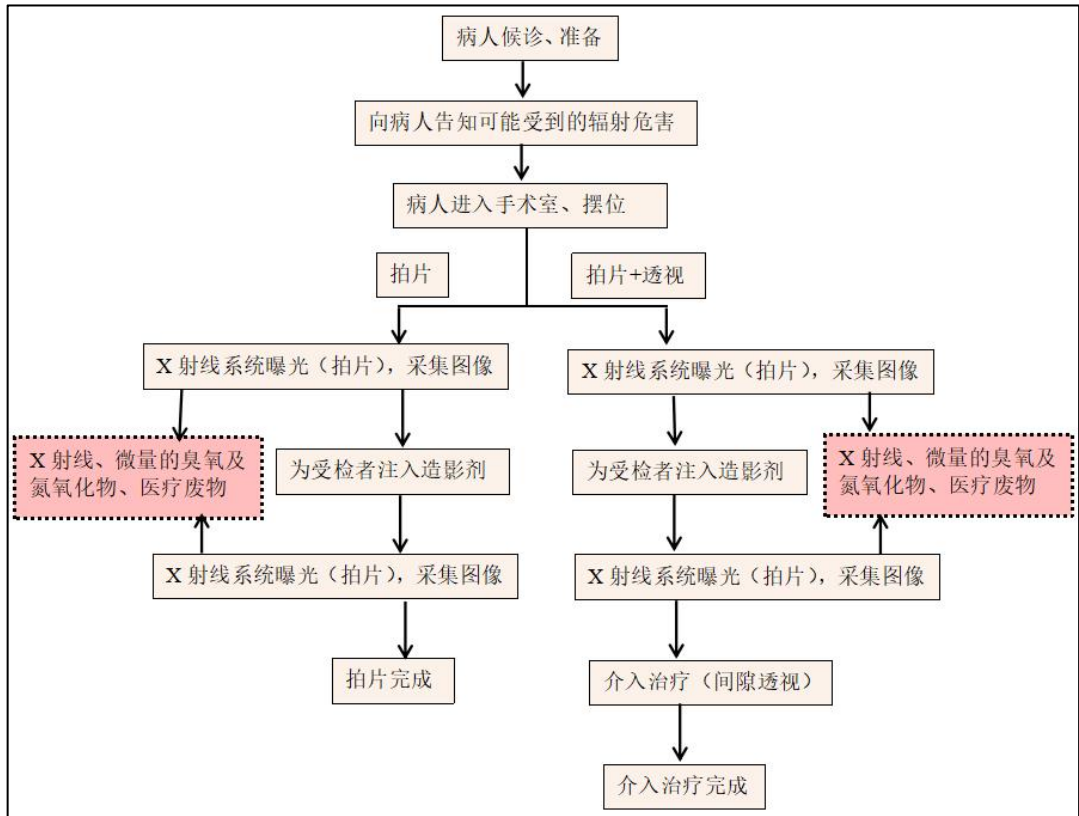 病人候诊、准备
向病人告知可能受到的辐射危害
病人进入手术室、摆位
拍片
拍片+透视
X 射线系统曝光（拍片），采集图像
X 射线系统曝光（拍片），采集图像
X 射线、微量的臭氧及
氮氧化物、医疗废物
为受检者注入造影剂
为受检者注入造影剂
X 射线、微量的臭氧及
氮氧化物、医疗废物
X 射线系统曝光（拍片），采集图像
X 射线系统曝光（拍片），采集图像
拍片完成
介入治疗（间隙透视）
介入治疗完成